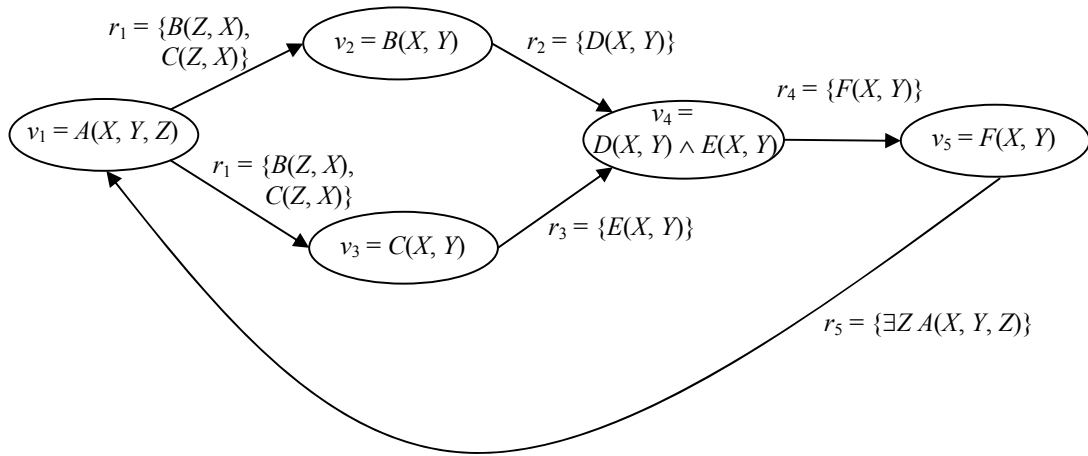 r₁ = {B(Z, X),
C(Z, X)}
v₂ = B(X, Y)
r₂ = {D(X, Y)}
v₁ = A(X, Y, Z)
r₁ = {B(Z, X),
C(Z, X)}
v₃ = C(X, Y)
r₃ = {E(X, Y)}
v₄ =
D(X, Y) ∧ E(X, Y)
r₄ = {F(X, Y)}
v₅ = F(X, Y)
r₅ = {∃Z A(X, Y, Z)}